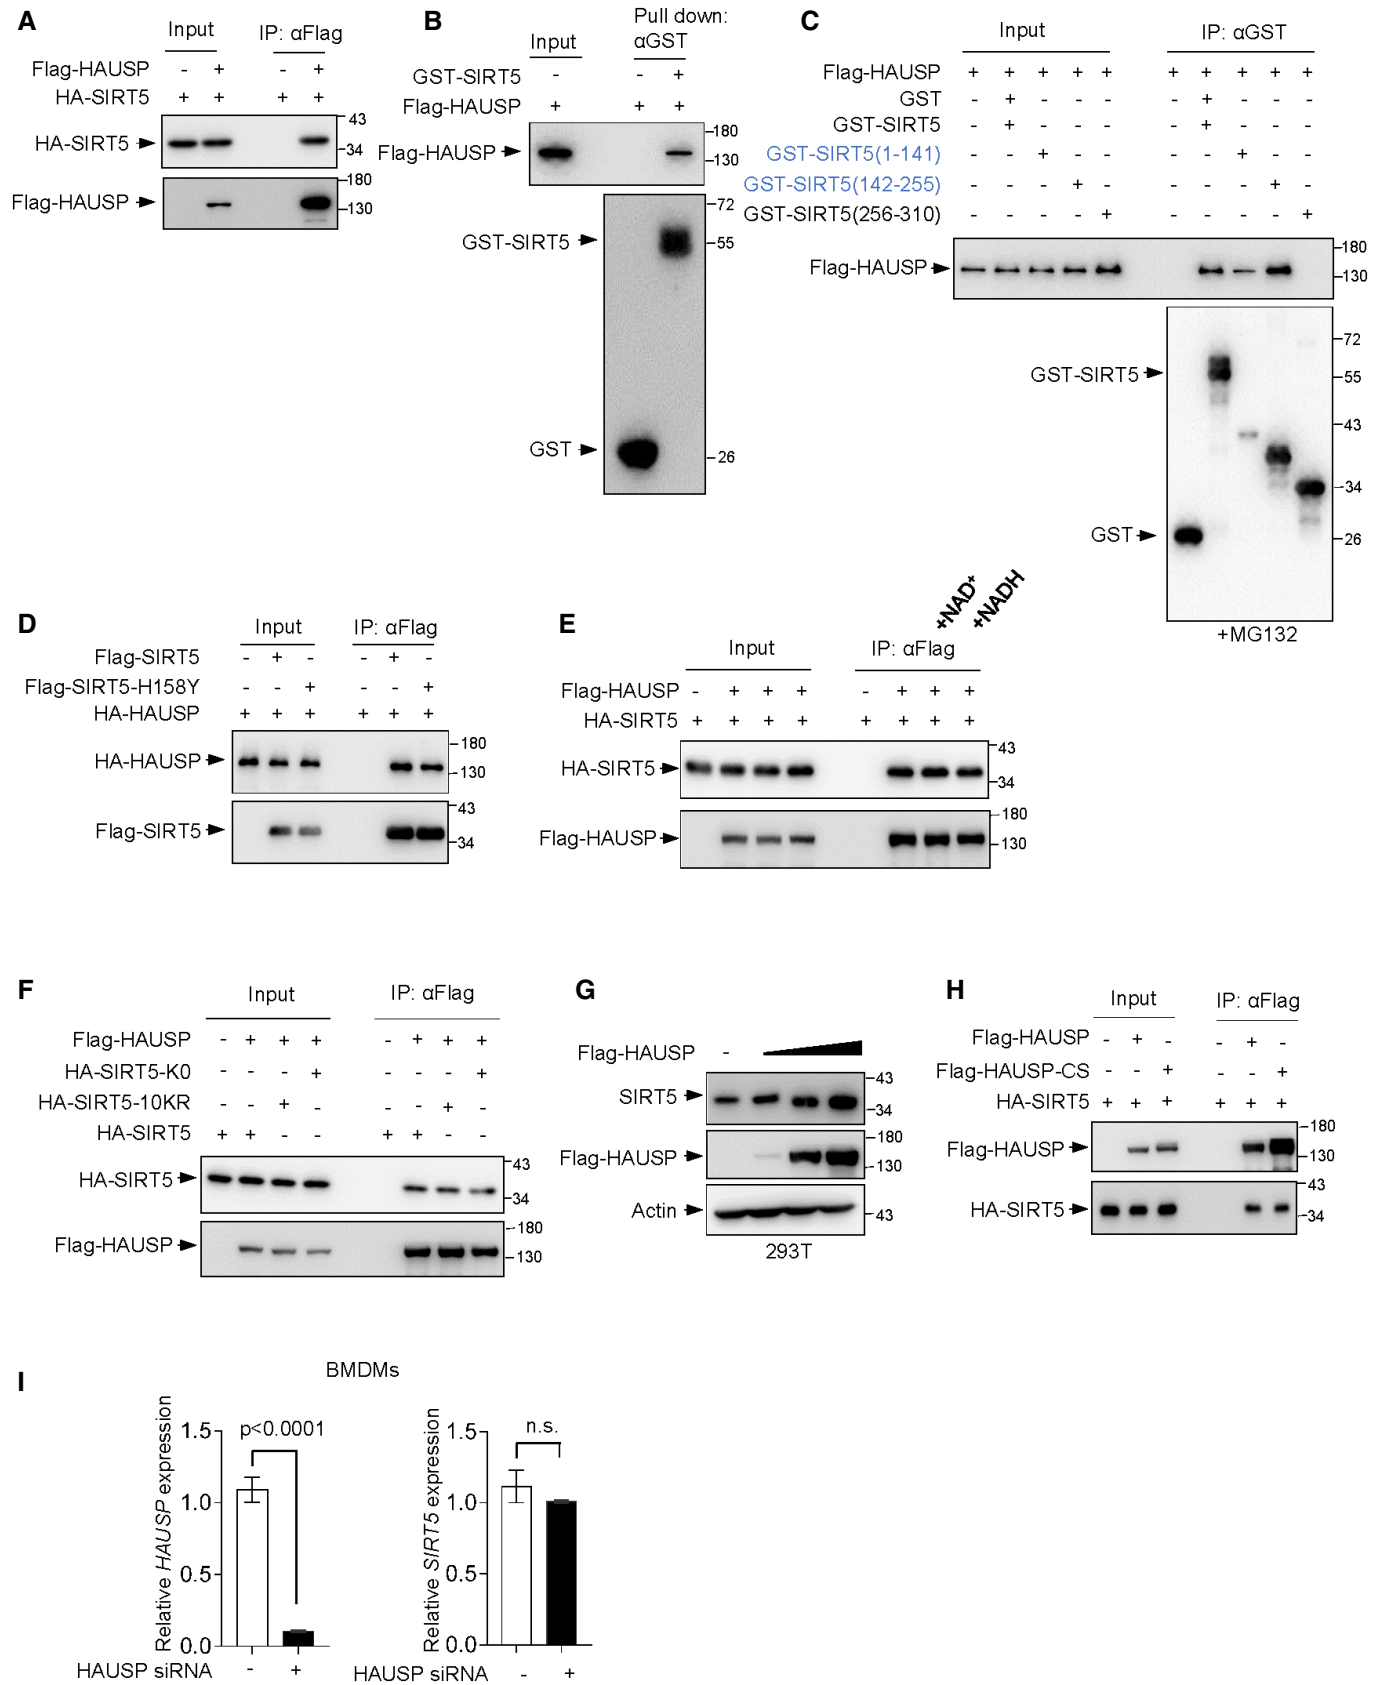 A
Input
IP: αFlag
Flag-HAUSP - + - +
HA-SIRT5 + + + +
HA-SIRT5
43
34
Flag-HAUSP
180
130
B
Pull down:
Input
αGST
GST-SIRT5 - - +
Flag-HAUSP + + +
Flag-HAUSP
180
130
GST-SIRT5
72
55
GST
26
C
Input
IP: αGST
Flag-HAUSP + + + + + + + + + +
GST - + - - - - + - - -
GST-SIRT5 - + - - - - + - - -
GST-SIRT5(1-141) - - + - - - - + - -
GST-SIRT5(142-255) - - - + - - - - + -
GST-SIRT5(256-310) - - - - + - - - - +
Flag-HAUSP
180
130
GST-SIRT5
72
55
43
34
GST
26
+MG132
D
Input
IP: αFlag
Flag-SIRT5 - + - - + -
Flag-SIRT5-H158Y - - + - - +
HA-HAUSP + + + + + +
HA-HAUSP
180
130
Flag-SIRT5
43
34
E
+NAD+
+NADH
Input
IP: αFlag
Flag-HAUSP - + + + - + + +
HA-SIRT5 + + + + + + + +
HA-SIRT5
43
34
Flag-HAUSP
180
130
F
Input
IP: αFlag
Flag-HAUSP - + + + - + + +
HA-SIRT5-K0 - - - + - - - +
HA-SIRT5-10KR - - + - - - + -
HA-SIRT5 + + - - + + - -
HA-SIRT5
43
34
Flag-HAUSP
180
130
G
Flag-HAUSP -
SIRT5
43
34
Flag-HAUSP
180
130
Actin
43
293T
H
Input
IP: αFlag
Flag-HAUSP - + - - + -
Flag-HAUSP-CS - - + - - +
HA-SIRT5 + + + + + +
Flag-HAUSP
180
130
HA-SIRT5
43
34
I
BMDMs
Relative HAUSP expression
1.5
1.0
0.5
0.0
p<0.0001
HAUSP siRNA - +
Relative SIRT5 expression
1.5
1.0
0.5
0.0
n.s.
HAUSP siRNA - +